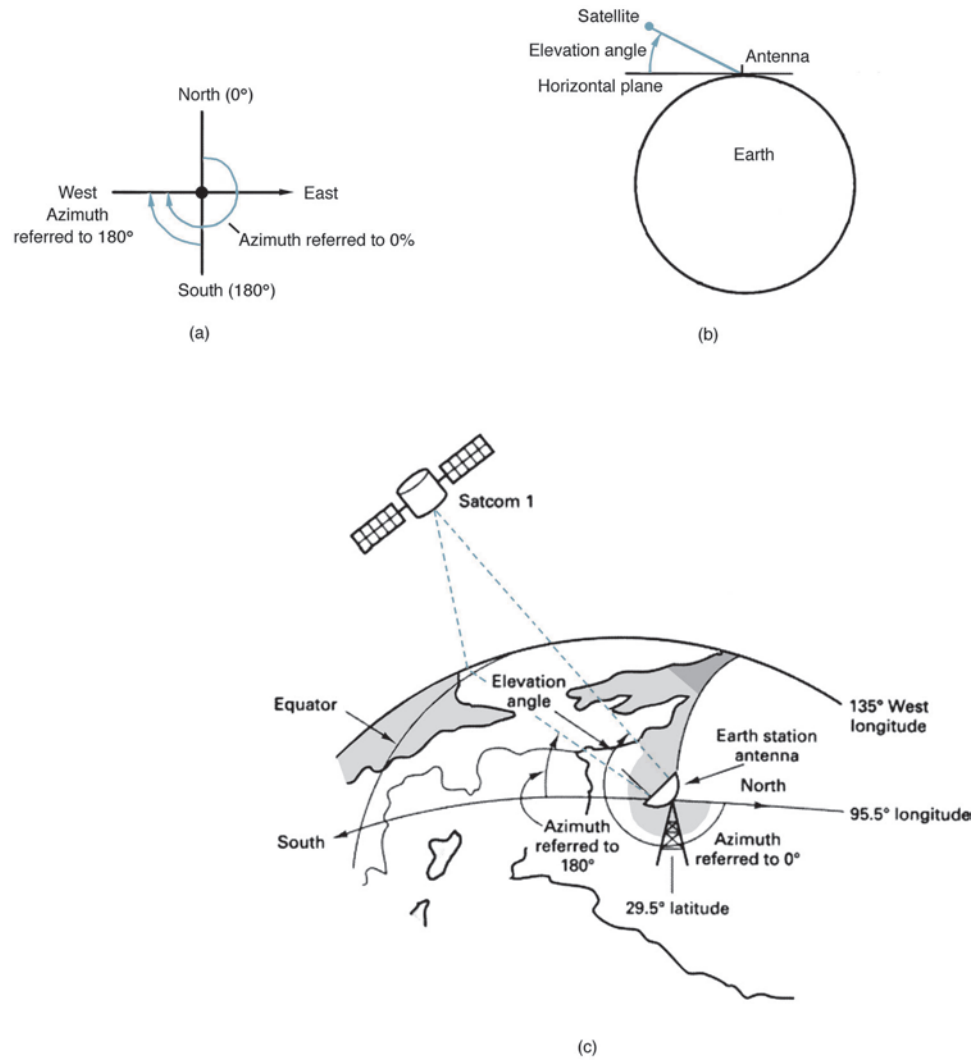 North (0°)
West
East
Azimuth
referred to 180°
Azimuth referred to 0%
South (180°)
(a)
Satellite
Elevation angle
Antenna
Horizontal plane
Earth
(b)
Satcom 1
Elevation
angle
Equator
135° West
longitude
Earth station
antenna
North
95.5° longitude
South
Azimuth
referred to
180°
Azimuth
referred to 0°
29.5° latitude
(c)